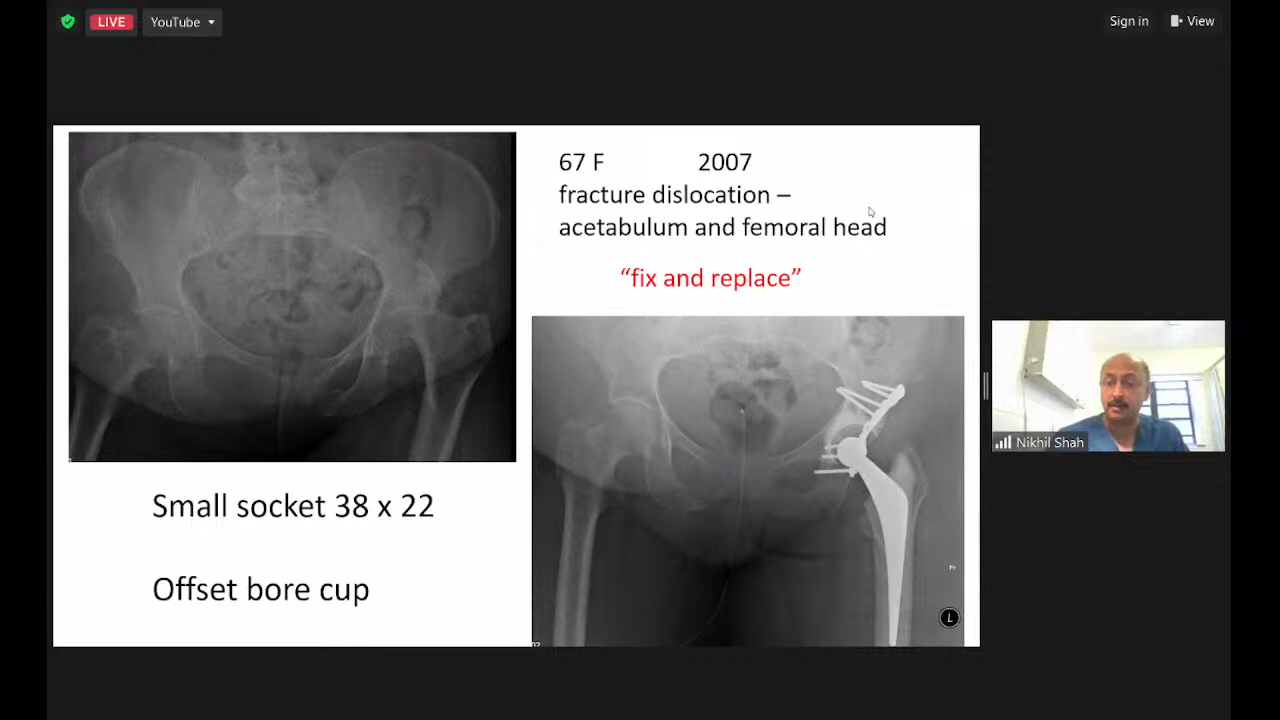 LIVE
YouTube
Sign in
View
67 F 2007
fracture dislocation –
acetabulum and femoral head
“fix and replace”
Small socket 38 x 22
Offset bore cup
L
Nikhil Shah